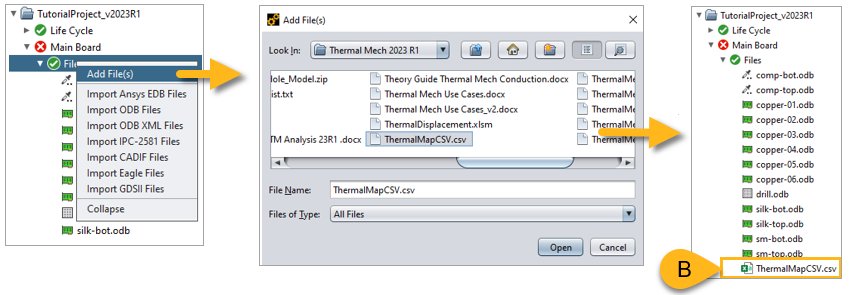 TutorialProject_v2023R1
Life Cycle
Main Board
Files
Add File(s)
Import Ansys EDB Files
Import ODB Files
Import ODB XML Files
Import IPC-2581 Files
Import CADIF Files
Import Eagle Files
Import GDSII Files
Collapse
silk-bot.odb
Add File(s)
Look In:
Thermal Mech 2023 R1
ole_Model.zip
Theory Guide Thermal Mech Conduction.docx
ThermalMe
ist.txt
Thermal Mech Use Cases.docx
ThermalMe
Thermal Mech Use Cases_v2.docx
ThermalMe
ThermalDisplacement.xlsm
ThermalMe
TM Analysis 23R1 .docx
ThermalMapCSV.csv
ThermalMe
File Name:
ThermalMapCSV.csv
Files of Type:
All Files
Open
Cancel
TutorialProject_v2023R1
Life Cycle
Main Board
Files
comp-bot.odb
comp-top.odb
copper-01.odb
copper-02.odb
copper-03.odb
copper-04.odb
copper-05.odb
copper-06.odb
drill.odb
silk-bot.odb
silk-top.odb
sm-bot.odb
sm-top.odb
B
ThermalMapCSV.csv